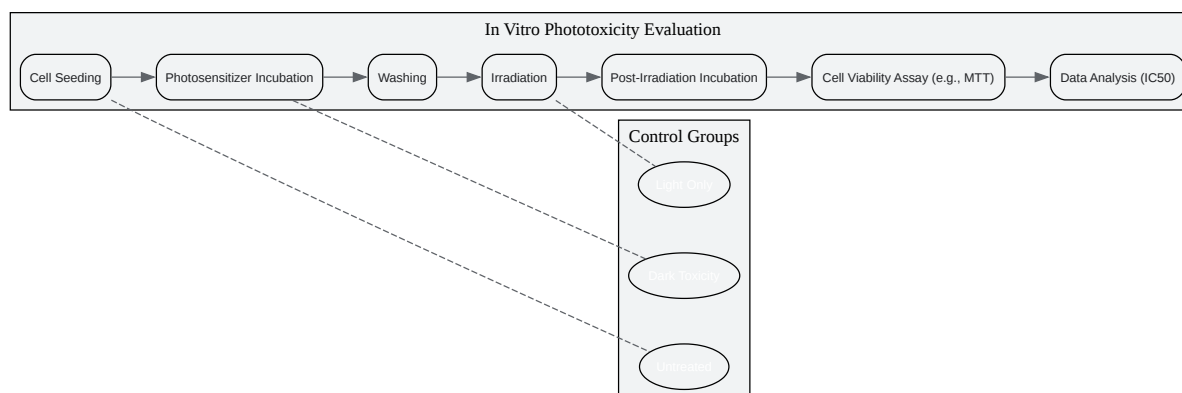 In Vitro Phototoxicity Evaluation
Cell Seeding
Photosensitizer Incubation
Washing
Irradiation
Post-Irradiation Incubation
Cell Viability Assay (e.g., MTT)
Data Analysis (IC50)
Control Groups
Light Only
Dark Toxicity
Untreated